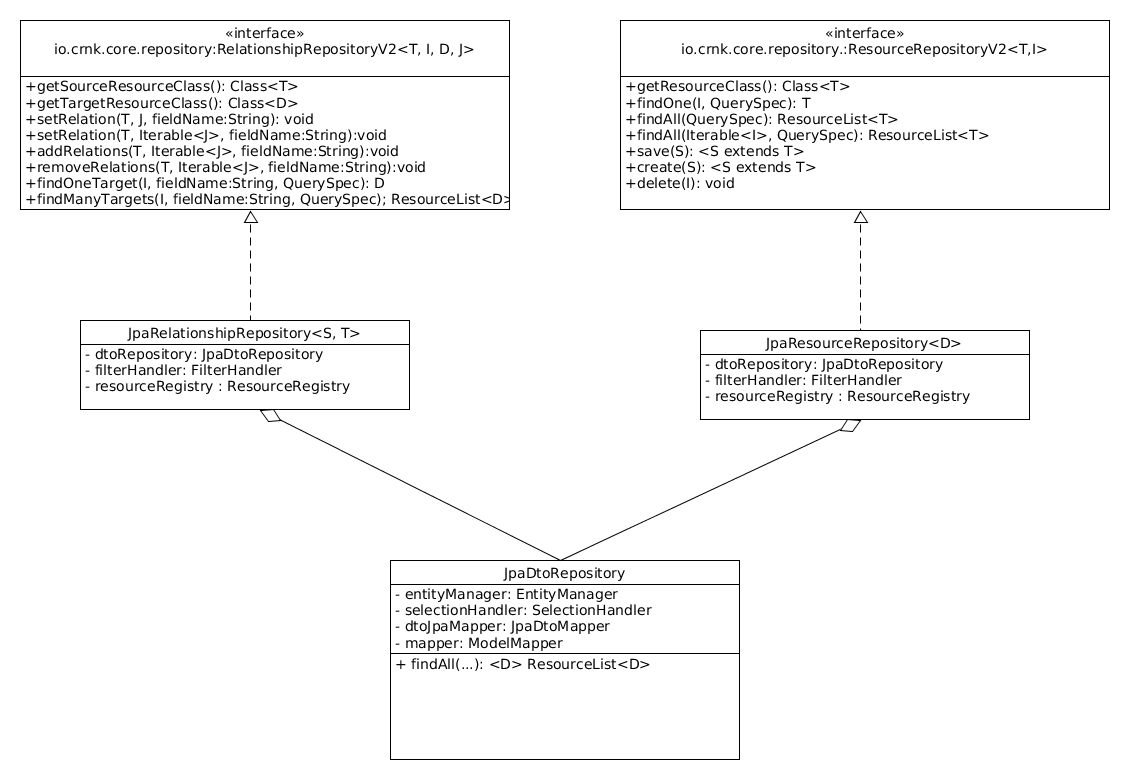 «interface»
io.crnk.core.repository:RelationshipRepositoryV2<T, I, D, J>
+getSourceResourceClass(): Class<T>
+getTargetResourceClass(): Class<D>
+setRelation(T, J, fieldName:String): void
+setRelation(T, Iterable<J>, fieldName:String):void
+addRelations(T, Iterable<J>, fieldName:String):void
+removeRelations(T, Iterable<J>, fieldName:String):void
+findOneTarget(I, fieldName:String, QuerySpec): D
+findManyTargets(I, fieldName:String, QuerySpec); ResourceList<D>
«interface»
io.crnk.core.repository.:ResourceRepositoryV2<T,I>
+getResourceClass(): Class<T>
+findOne(I, QuerySpec): T
+findAll(QuerySpec): ResourceList<T>
+findAll(Iterable<I>, QuerySpec): ResourceList<T>
+save(S): <S extends T>
+create(S): <S extends T>
+delete(I): void
JpaRelationshipRepository<S, T>
- dtoRepository: JpaDtoRepository
- filterHandler: FilterHandler
- resourceRegistry : ResourceRegistry
JpaResourceRepository<D>
- dtoRepository: JpaDtoRepository
- filterHandler: FilterHandler
- resourceRegistry : ResourceRegistry
JpaDtoRepository
- entityManager: EntityManager
- selectionHandler: SelectionHandler
- dtoJpaMapper: JpaDtoMapper
- mapper: ModelMapper
+ findAll(...): <D> ResourceList<D>